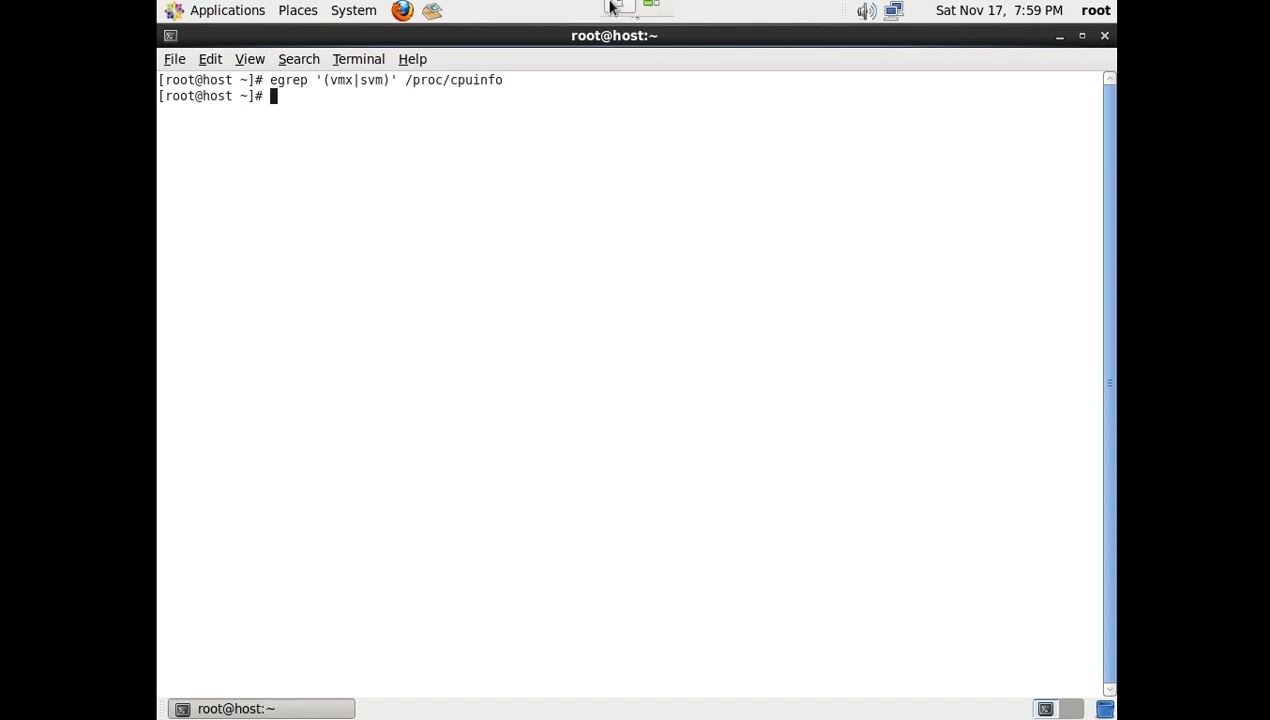 Applications Places System Sat Nov 17, 7:59 PM root
root@host:~
File Edit View Search Terminal Help
[root@host ~]# egrep '(vmx|svm)' /proc/cpuinfo
[root@host ~]#
root@host:~